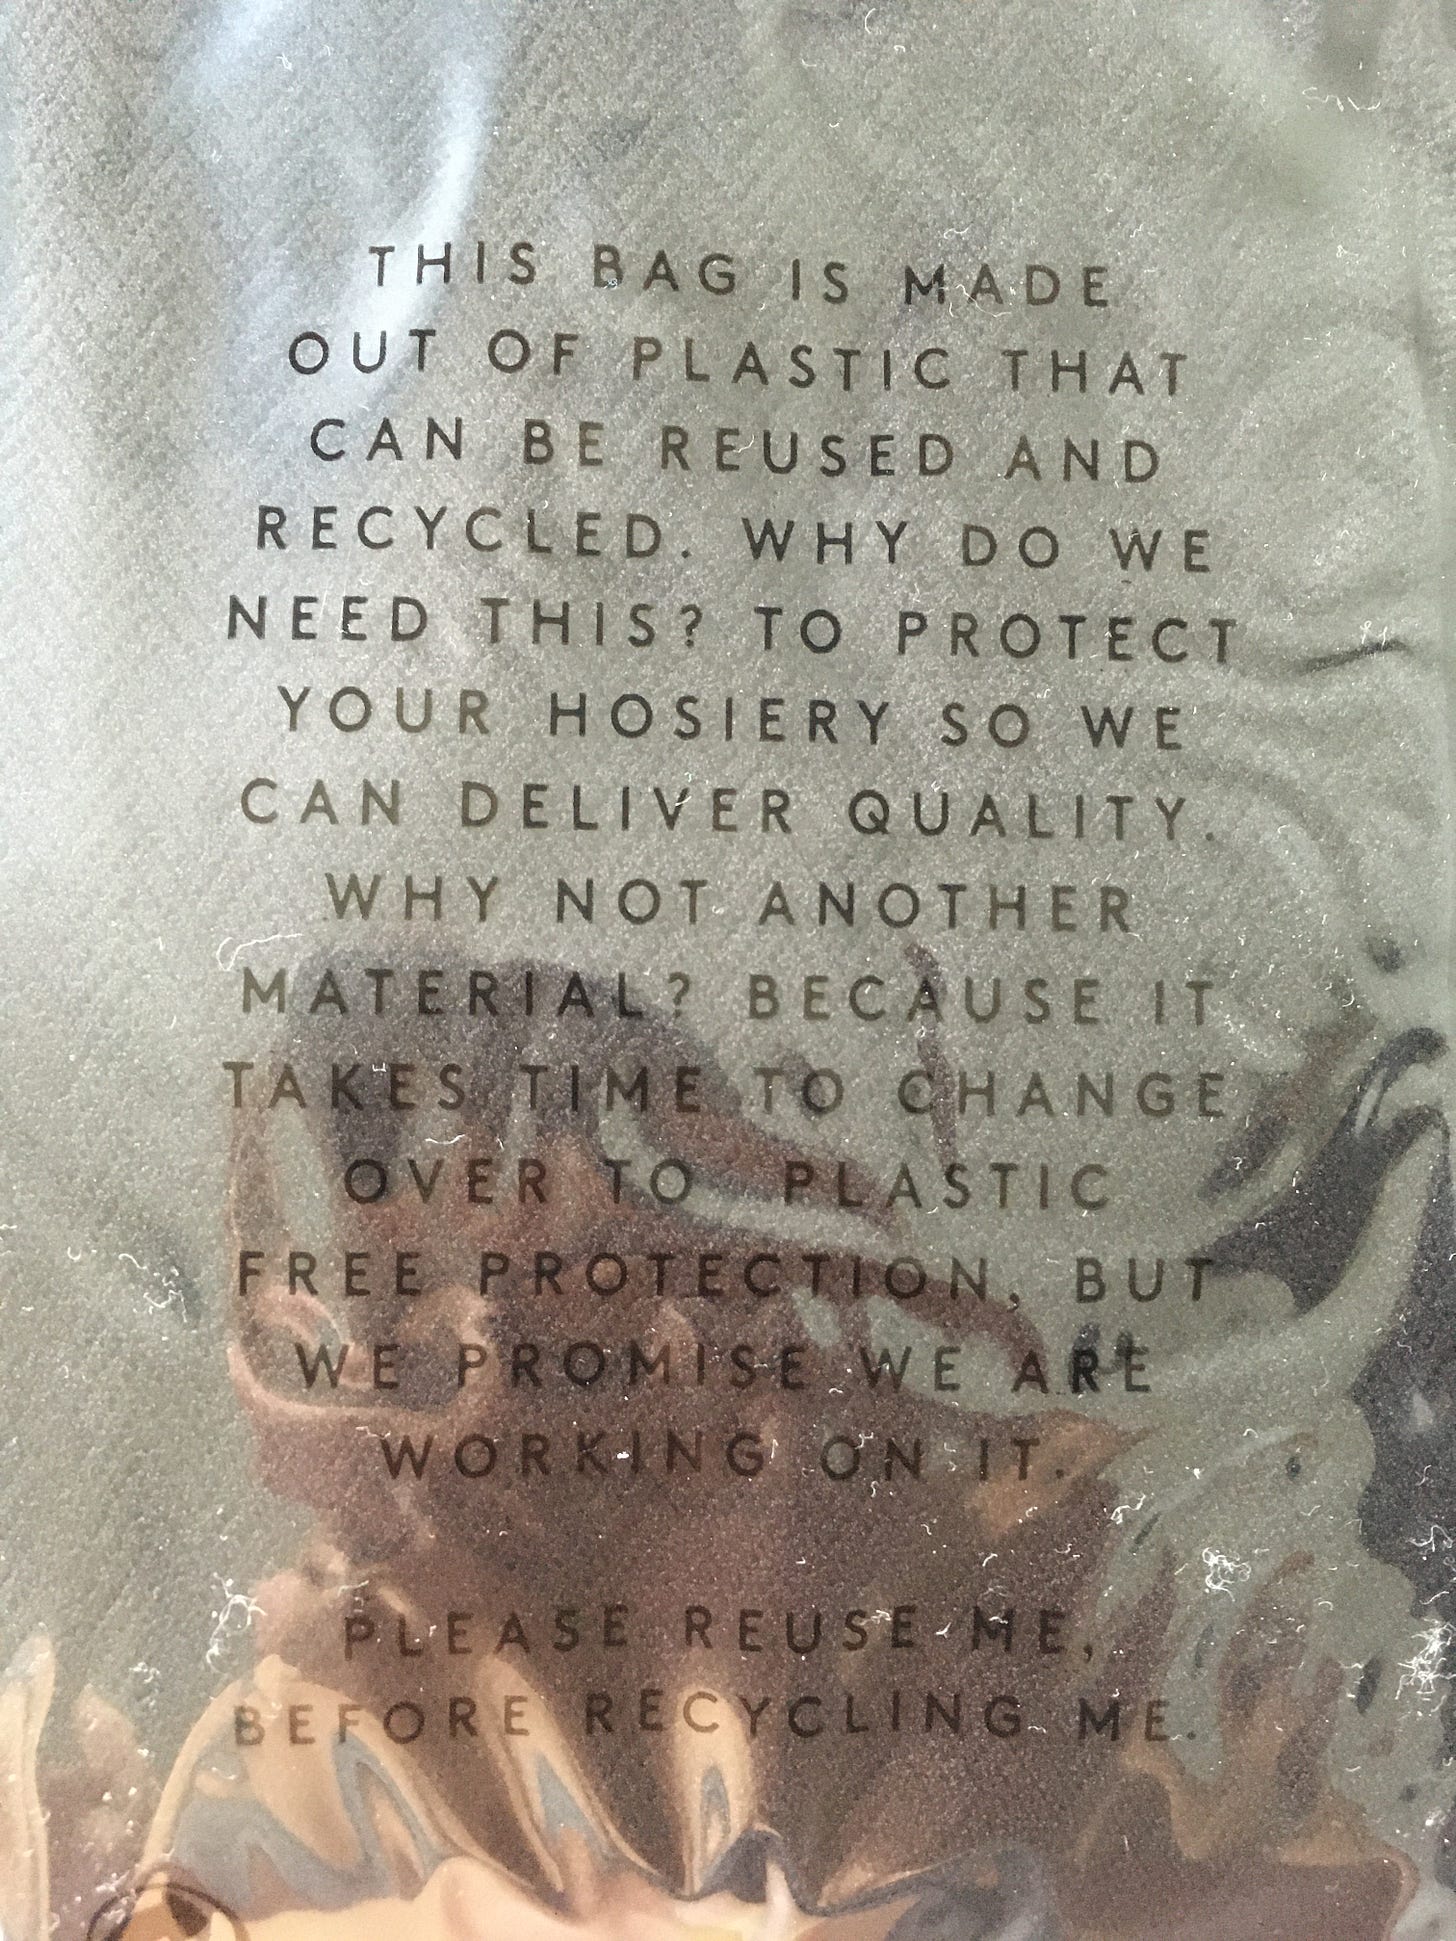 THIS BAG IS MADE
OUT OF PLASTIC THAT
CAN BE REUSED AND
RECYCLED. WHY DO WE
NEED THIS? TO PROTECT
YOUR HOSIERY SO WE
CAN DELIVER QUALITY.
WHY NOT ANOTHER
MATERIAL? BECAUSE IT
TAKES TIME TO CHANGE
OVER TO PLASTIC
FREE PROTECTION, BUT
WE PROMISE WE ARE
WORKING ON IT.
PLEASE REUSE ME,
BEFORE RECYCLING ME.